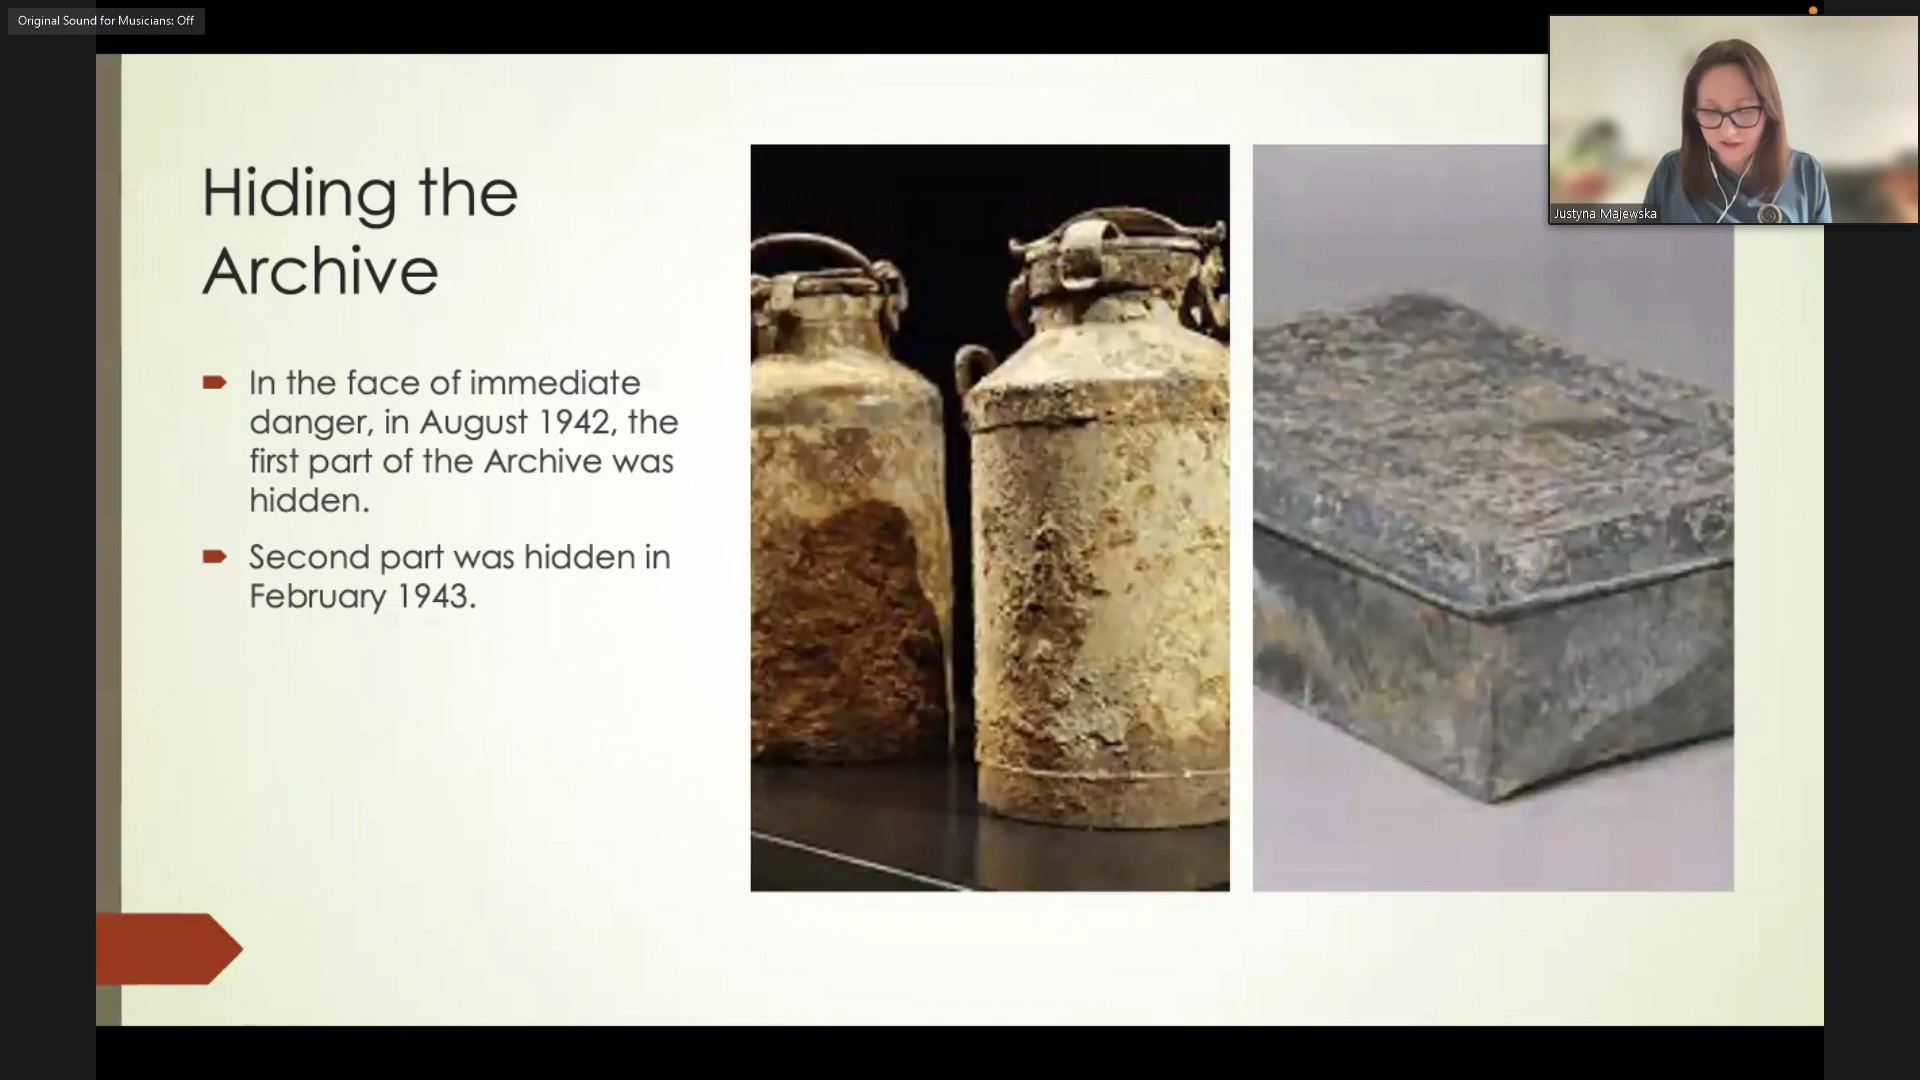 Original Sound for Musicians: Off
Hiding the
Archive
In the face of immediate
danger, in August 1942, the
first part of the Archive was
hidden.
Second part was hidden in
February 1943.
Justyna Majewska